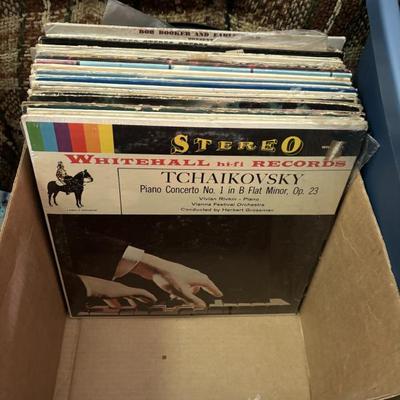 BOB BOOKER AND EARLE
STEREO
WHITEHALL hi-fi RECORDS
TCHAIKOVSKY
Piano Concerto No. 1 in B Flat Minor, Op. 23
Vivian Rivkin - Piano
Vienna Festival Orchestra
Conducted by Herbert Grossman